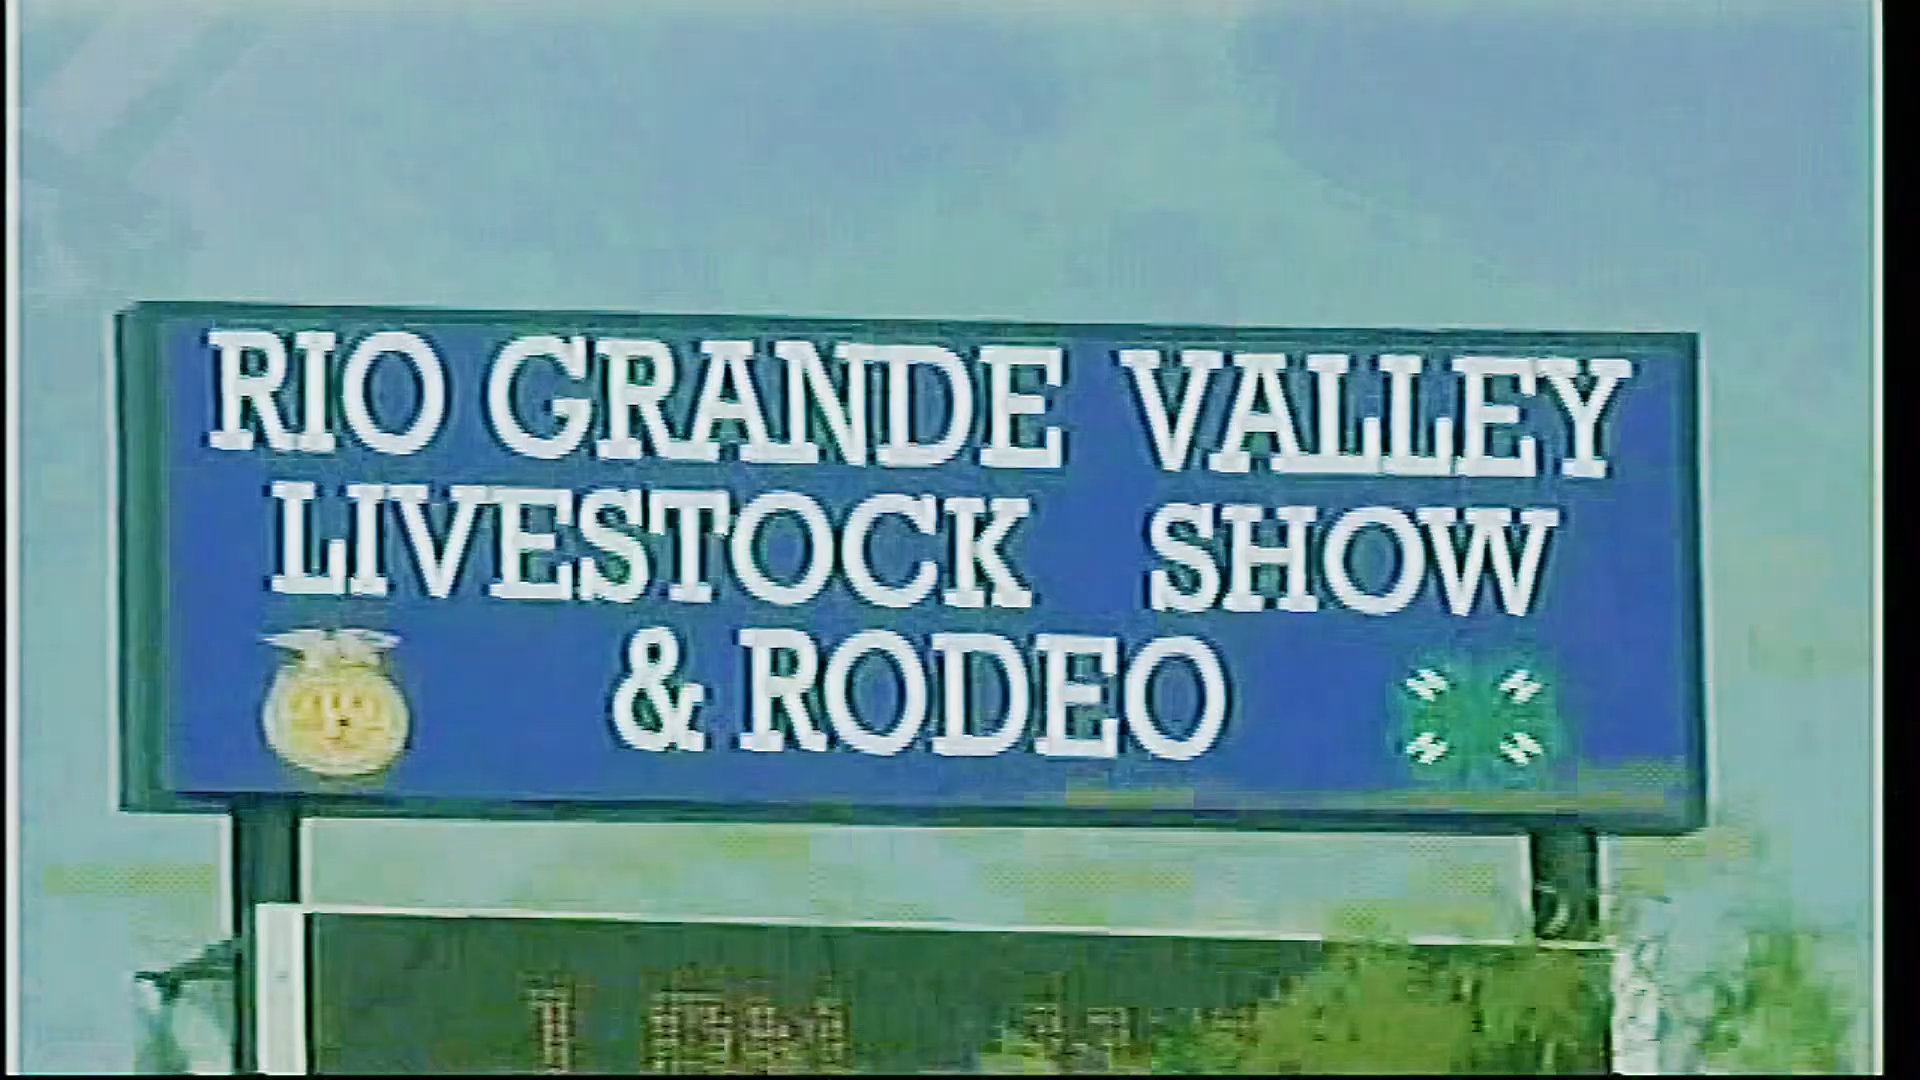 RIO GRANDE VALLEY
LIVESTOCK SHOW
& RODEO
H H
H H